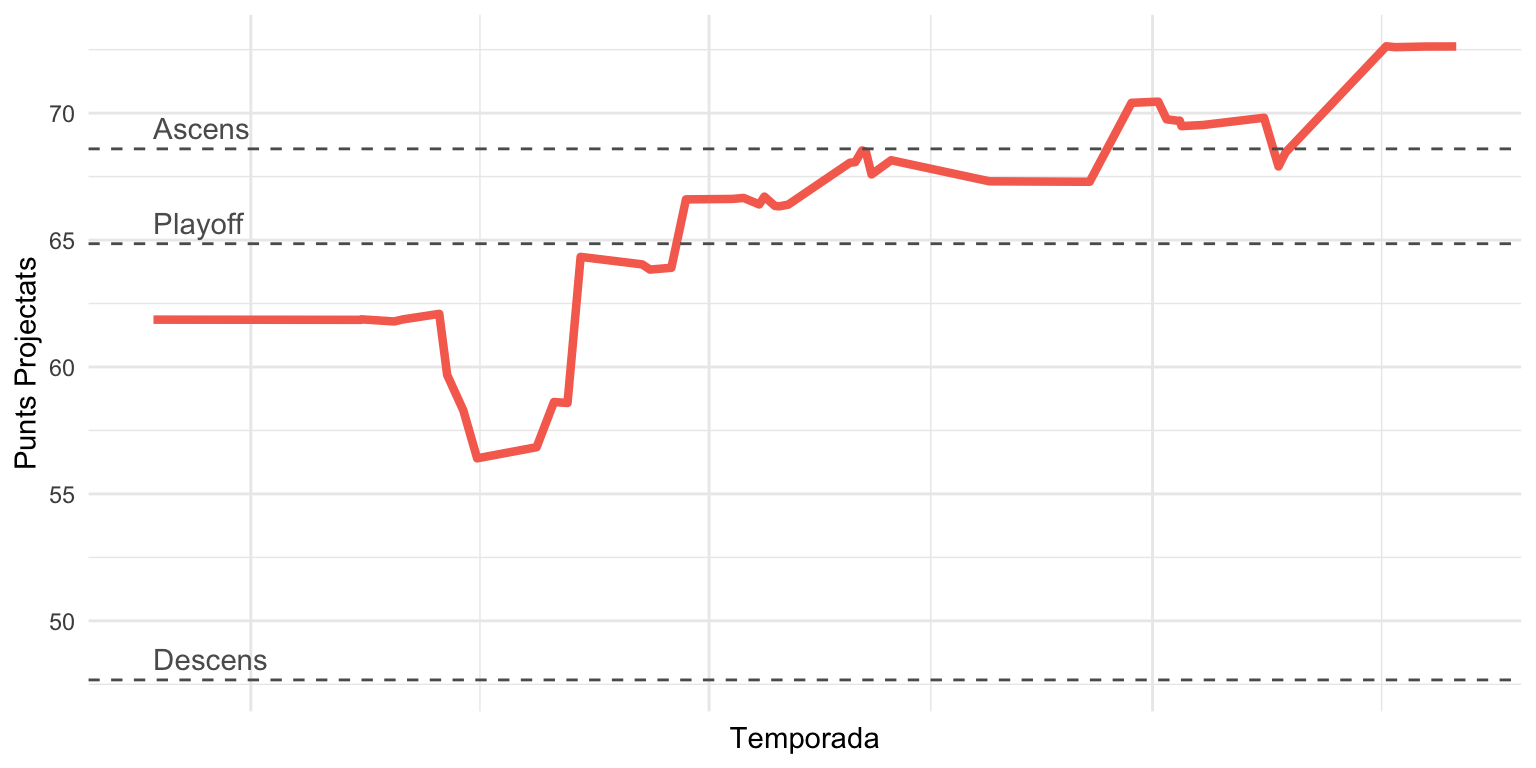 70
Ascens
Playoff
65
60
55
50
Descens
Punts Projectats
Temporada